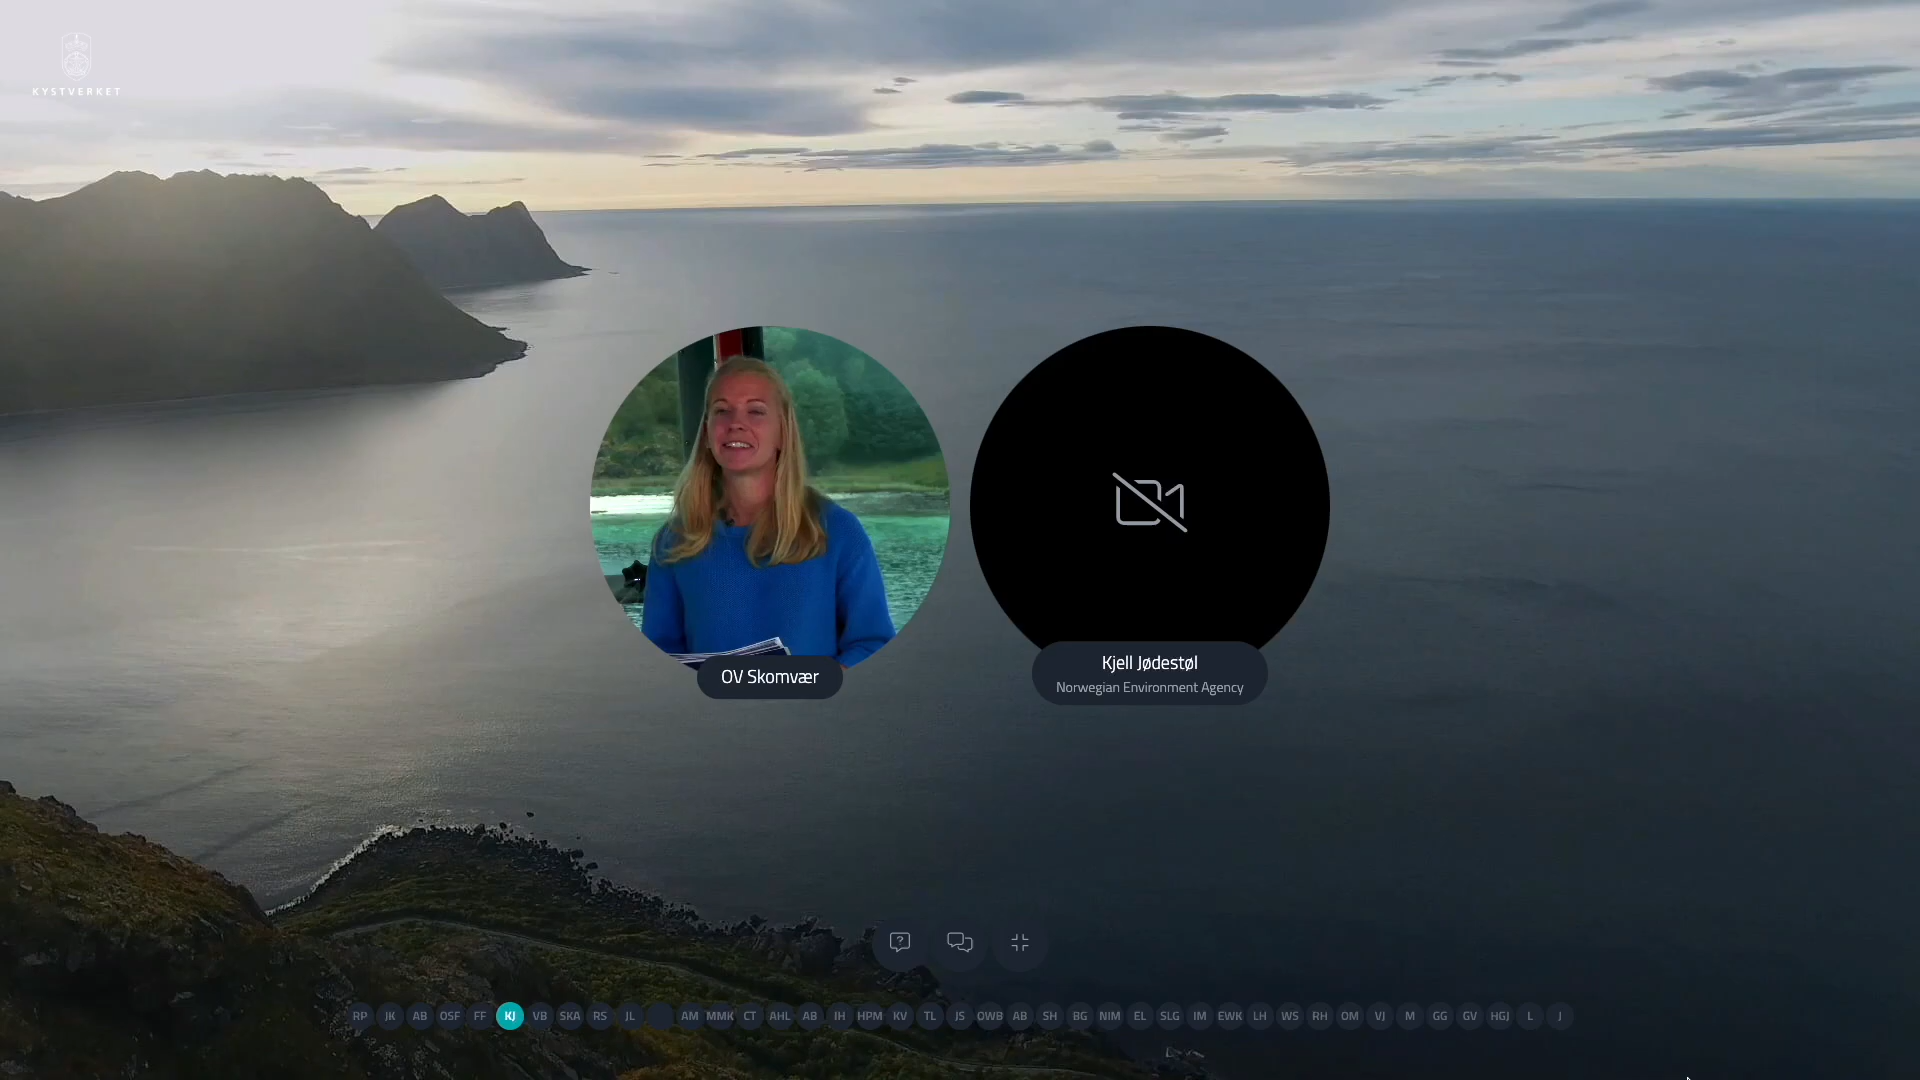 KYSTVERKET
OV Skomvær
Kjell Jødestøl
Norwegian Environment Agency
RP JK AB OSF FF KJ VB SKA RS JL AM MMK CT AHL AB IH HPM KV TL JS OWB AB SH BG NIM EL SLG IM EWK LH WS RH OM VJ M GG GV HGJ L J